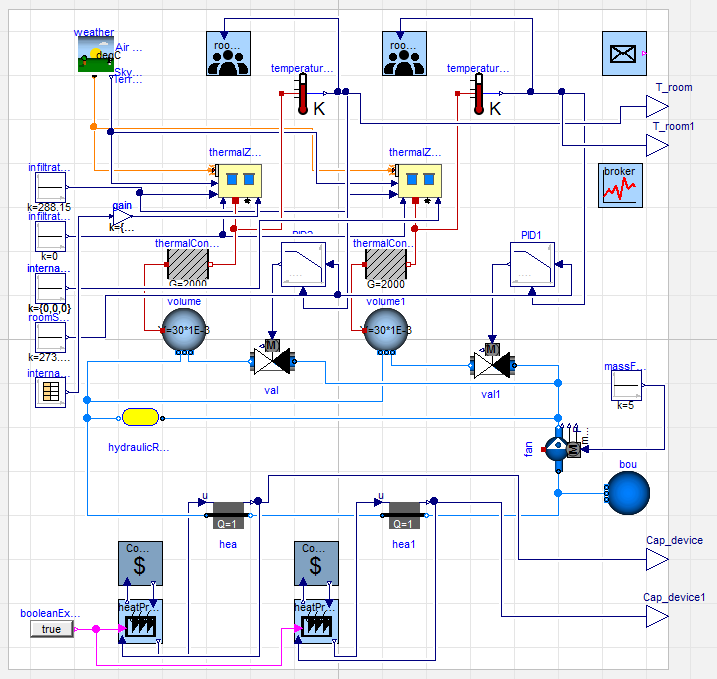 weather
Air ...
degC
Sky...
Terr...
roo...
roo...
temperatur...
K
temperatur...
K
T_room
T_room1
broker
thermalZ...
thermalZ...
infiltrat...
k=288.15
gain
k={...
infiltrat...
k=0
interna...
k={0,0,0}
roomS...
k=273....
interna...
thermalCon...
G=2000
PID2
thermalCon...
G=2000
PID1
volume
=30*1E-3
volume1
=30*1E-3
M
val
M
val1
massF...
k=5
hydraulicR...
fan
M
m...
bou
u
Q=1
hea
u
Q=1
hea1
Cap_device
Cap_device1
Co...
$
Co...
$
heatPr...
heatPr...
booleanEx...
true